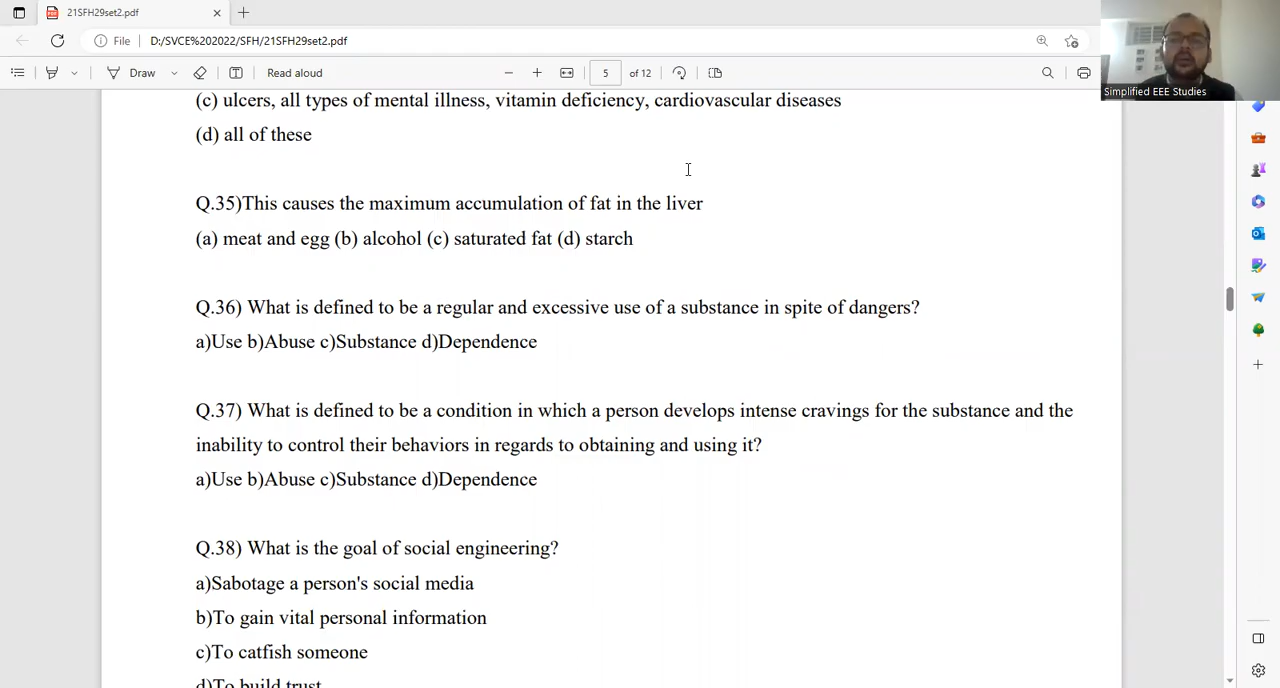 21SFH29set2.pdf
File
D:/SVCE%202022/SFH/21SFH29set2.pdf
Draw
Read aloud
5
of 12
Simplified EEE Studies
(c) ulcers, all types of mental illness, vitamin deficiency, cardiovascular diseases
(d) all of these
Q.35)This causes the maximum accumulation of fat in the liver
(a) meat and egg (b) alcohol (c) saturated fat (d) starch
Q.36) What is defined to be a regular and excessive use of a substance in spite of dangers?
a)Use b)Abuse c)Substance d)Dependence
Q.37) What is defined to be a condition in which a person develops intense cravings for the substance and the
inability to control their behaviors in regards to obtaining and using it?
a)Use b)Abuse c)Substance d)Dependence
Q.38) What is the goal of social engineering?
a)Sabotage a person's social media
b)To gain vital personal information
c)To catfish someone
d)To build trust